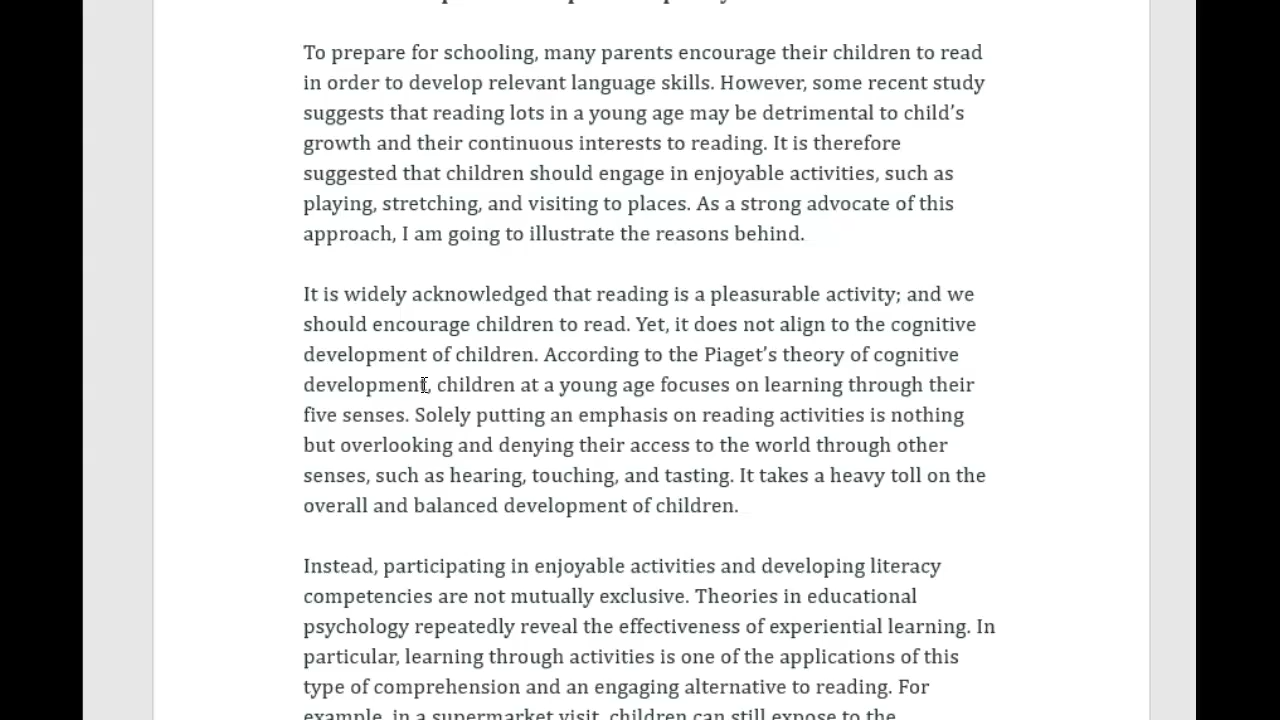 To prepare for schooling, many parents encourage their children to read
in order to develop relevant language skills. However, some recent study
suggests that reading lots in a young age may be detrimental to child’s
growth and their continuous interests to reading. It is therefore
suggested that children should engage in enjoyable activities, such as
playing, stretching, and visiting to places. As a strong advocate of this
approach, I am going to illustrate the reasons behind.
It is widely acknowledged that reading is a pleasurable activity; and we
should encourage children to read. Yet, it does not align to the cognitive
development of children. According to the Piaget’s theory of cognitive
development, children at a young age focuses on learning through their
five senses. Solely putting an emphasis on reading activities is nothing
but overlooking and denying their access to the world through other
senses, such as hearing, touching, and tasting. It takes a heavy toll on the
overall and balanced development of children.
Instead, participating in enjoyable activities and developing literacy
competencies are not mutually exclusive. Theories in educational
psychology repeatedly reveal the effectiveness of experiential learning. In
particular, learning through activities is one of the applications of this
type of comprehension and an engaging alternative to reading. For
example, in a supermarket visit, children can still expose to the